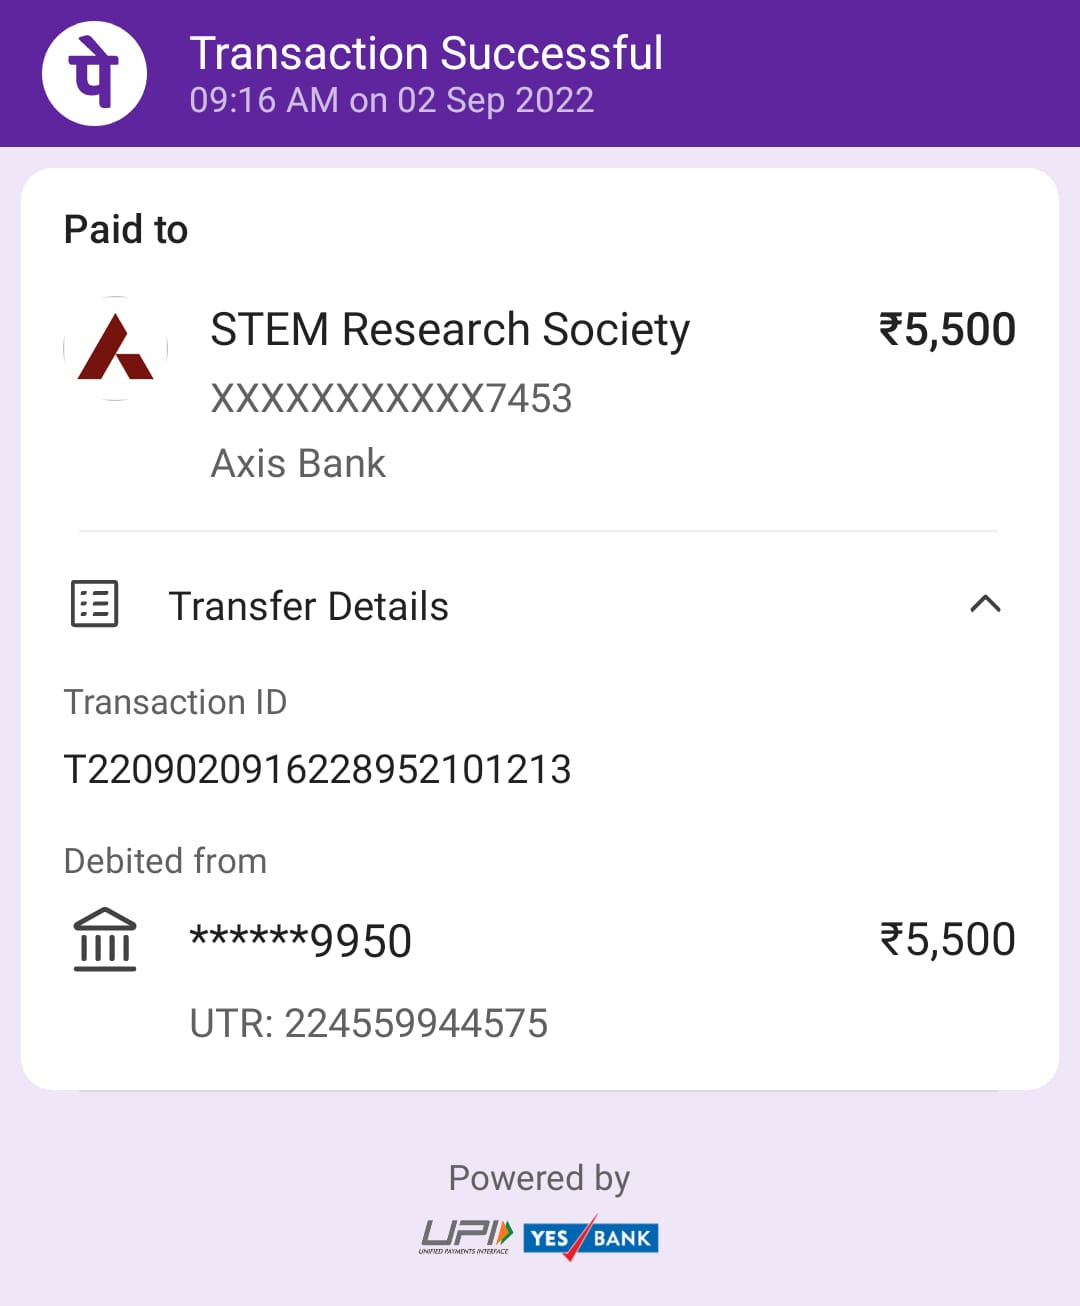 पे
Transaction Successful
09:16 AM on 02 Sep 2022
Paid to
STEM Research Society
₹5,500
XXXXXXXXXXX7453
Axis Bank
Transfer Details
Transaction ID
T2209020916228952101213
Debited from
******9950
₹5,500
UTR: 224559944575
Powered by
UPI
UNIFIED PAYMENTS INTERFACE
YES BANK